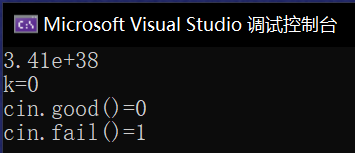 C:\ Microsoft Visual Studio 调试控制台
3.41e+38
k=0
cin.good()=0
cin.fail()=1